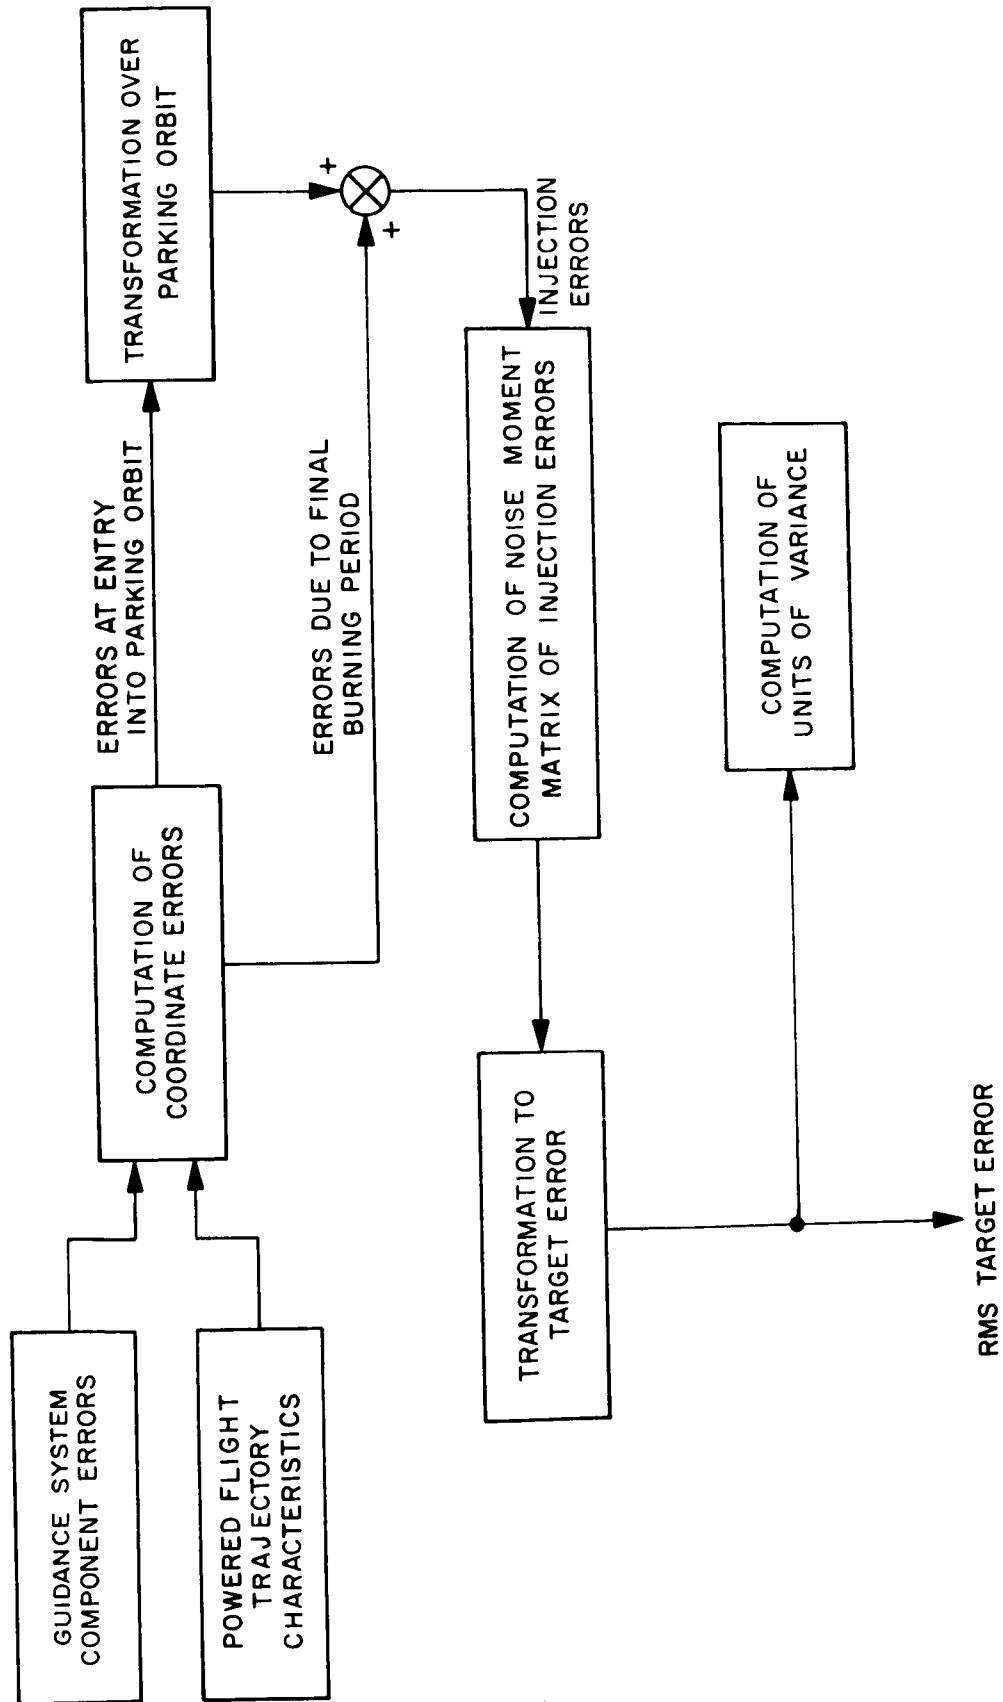 GUIDANCE SYSTEM
COMPONENT ERRORS
POWERED FLIGHT
TRAJECTORY
CHARACTERISTICS
COMPUTATION OF
COORDINATE ERRORS
ERRORS AT ENTRY
INTO PARKING ORBIT
TRANSFORMATION OVER
PARKING ORBIT
ERRORS DUE TO FINAL
BURNING PERIOD
+
+
INJECTION
ERRORS
COMPUTATION OF NOISE MOMENT
MATRIX OF INJECTION ERRORS
TRANSFORMATION TO
TARGET ERROR
COMPUTATION OF
UNITS OF VARIANCE
RMS TARGET ERROR